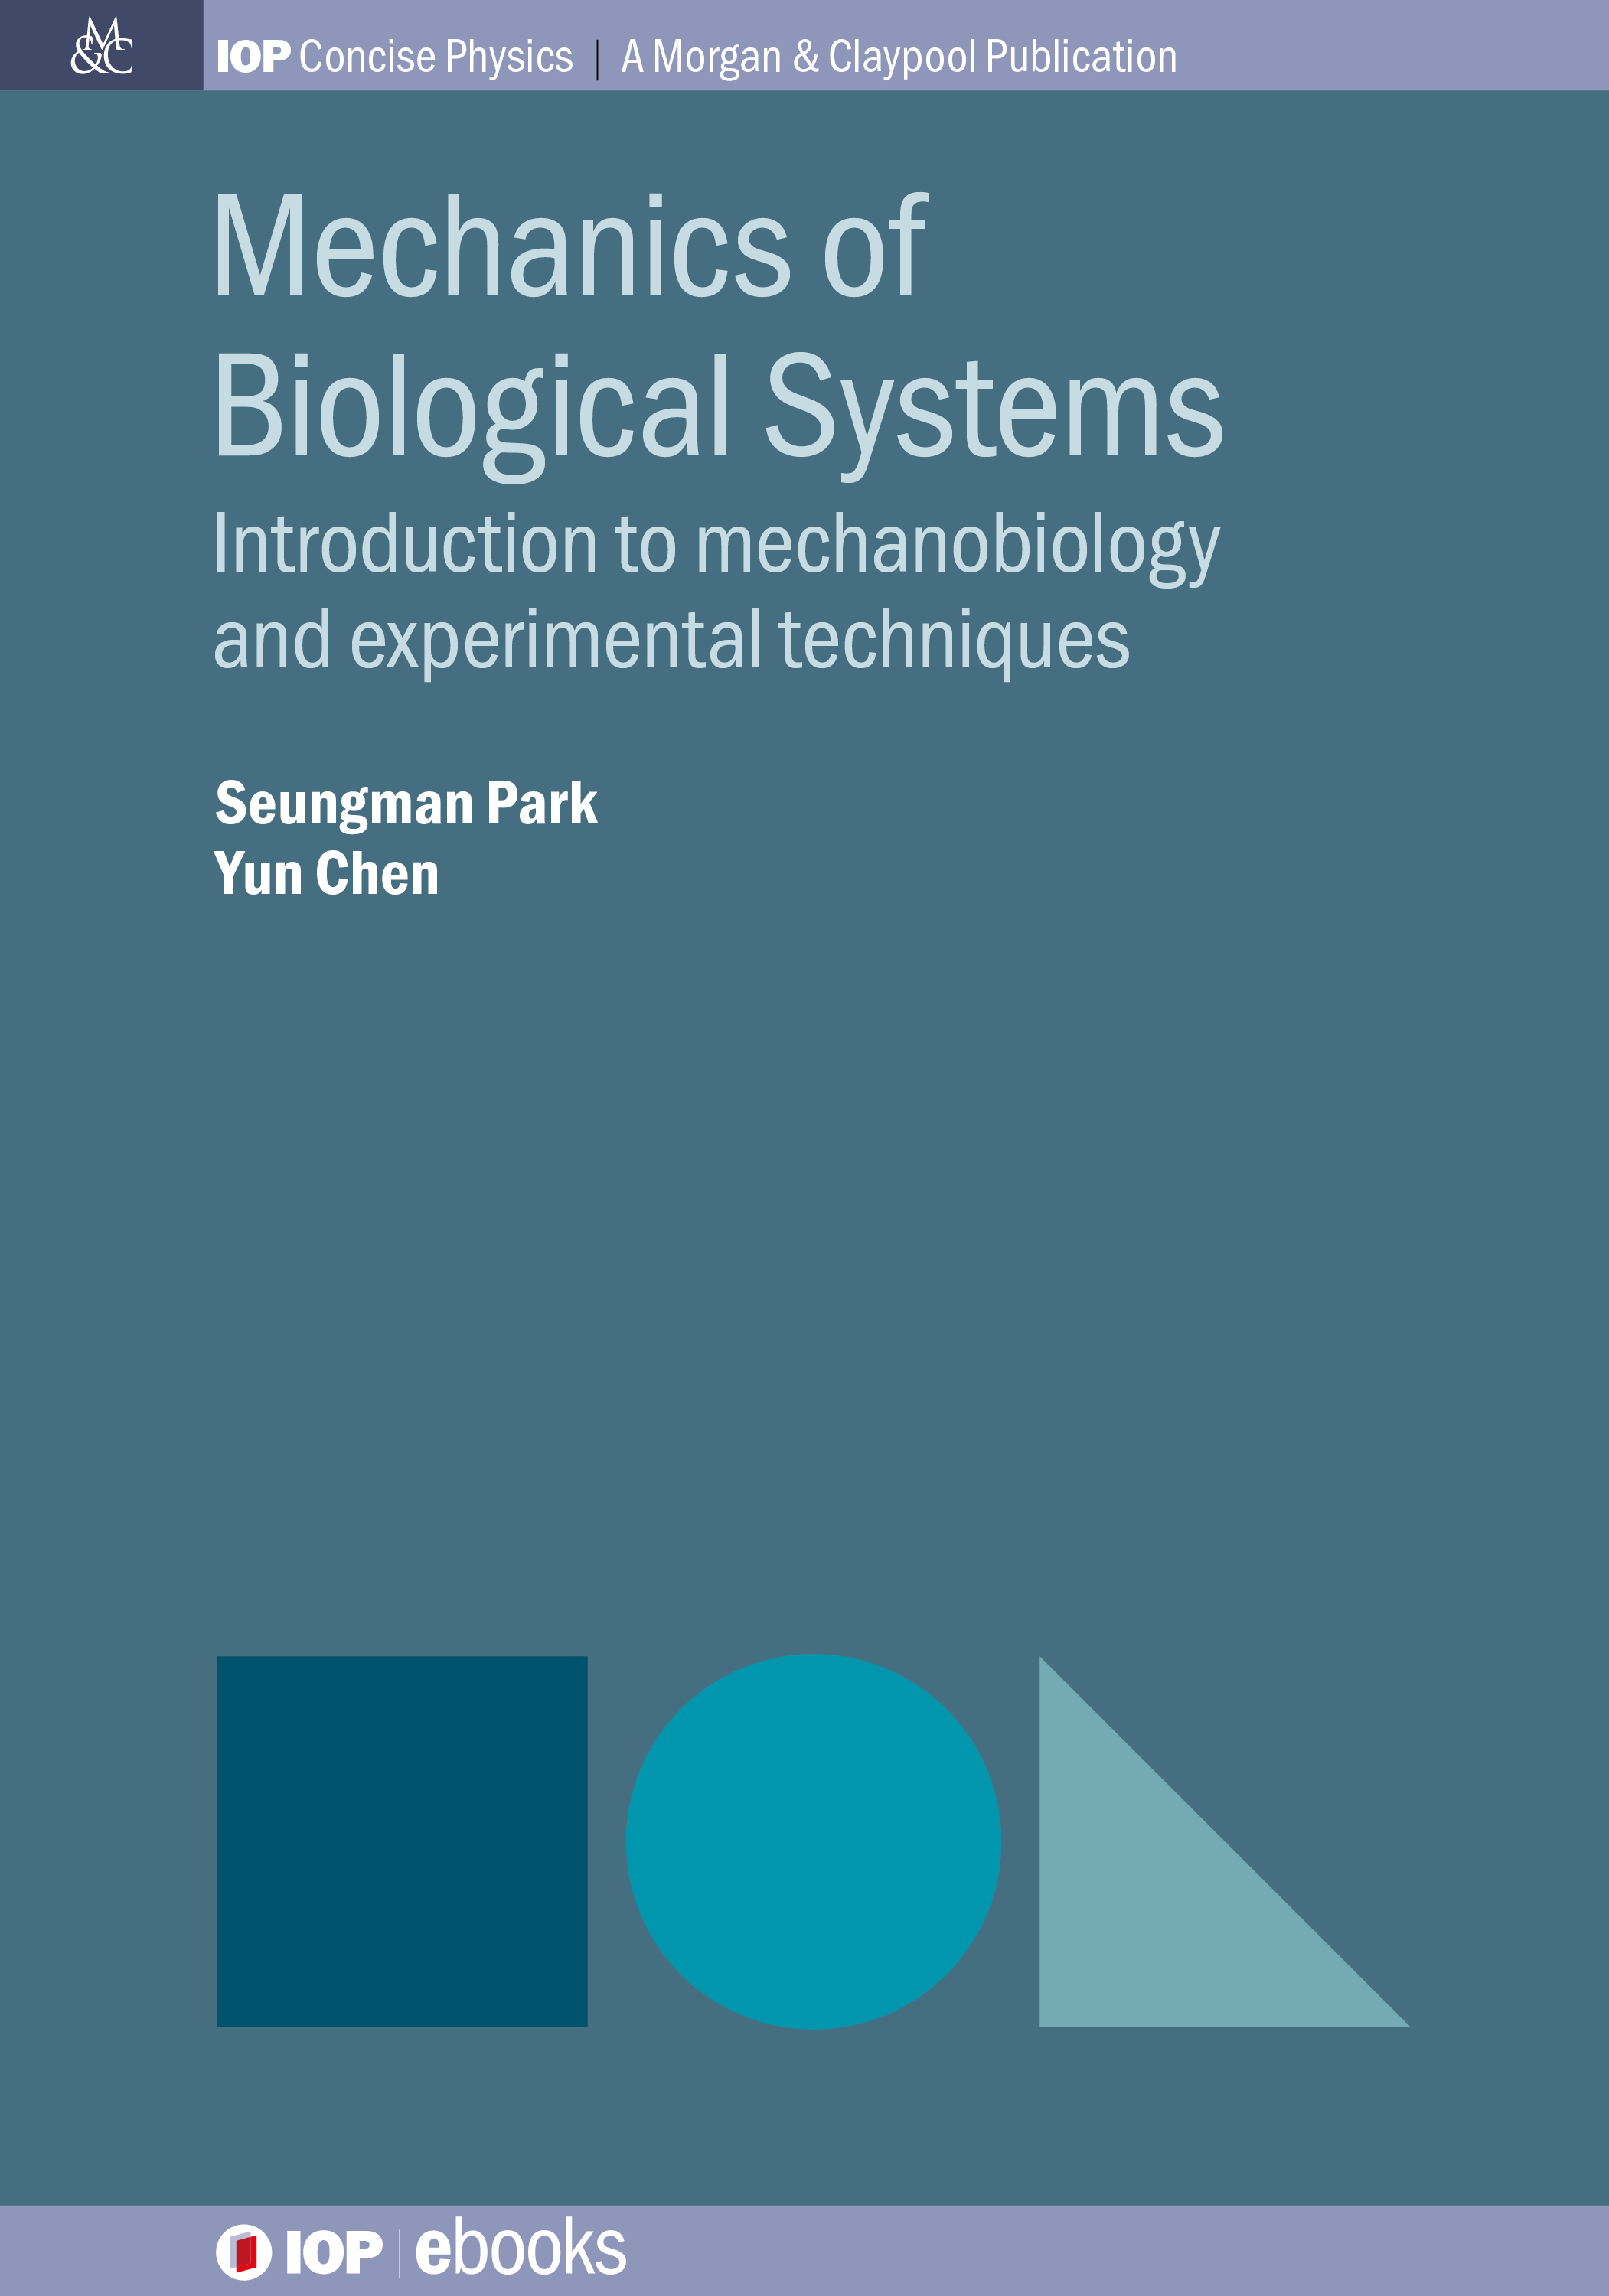 M&C
IOP Concise Physics | A Morgan & Claypool Publication
Mechanics of
Biological Systems
Introduction to mechanobiology
and experimental techniques
Seungman Park
Yun Chen
IOP | ebooks